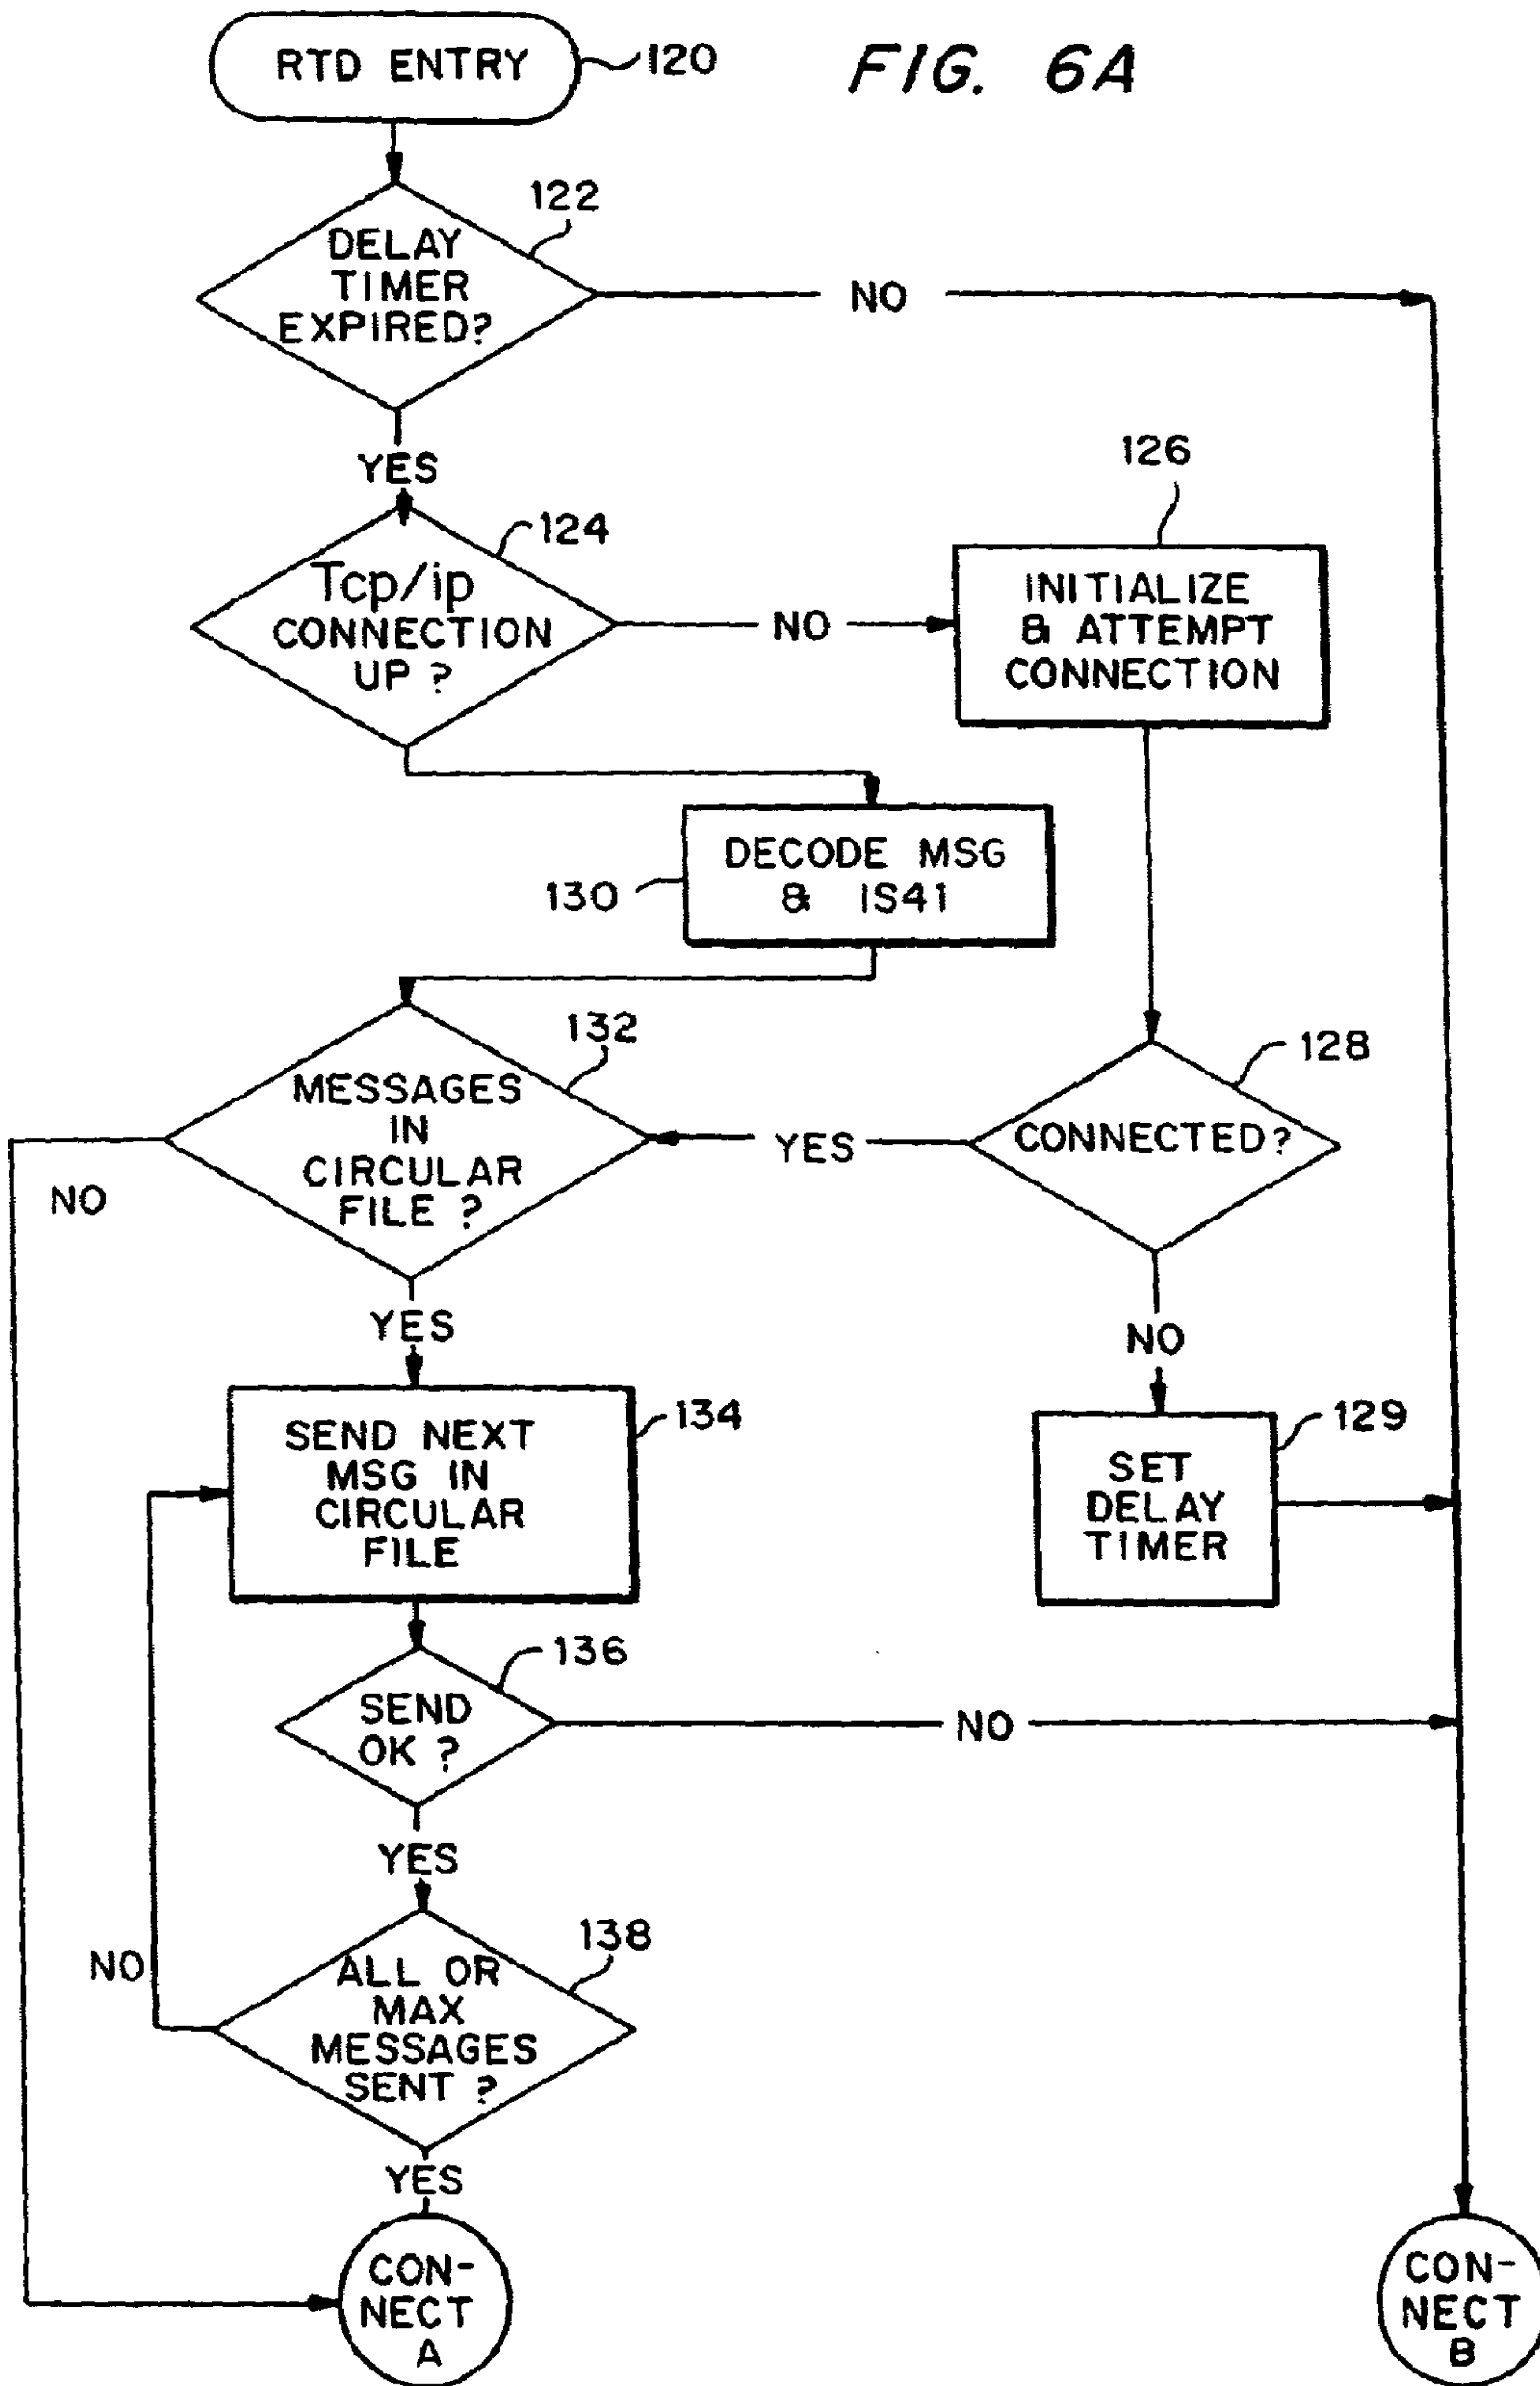 RTD ENTRY
120
FIG. 6A
122
DELAY
TIMER
EXPIRED?
NO
YES
124
Tcp/ip
CONNECTION
UP ?
NO
126
INITIALIZE
& ATTEMPT
CONNECTION
DECODE MSG
& IS41
130
132
MESSAGES
IN
CIRCULAR
FILE ?
NO
YES
128
CONNECTED?
YES
NO
SEND NEXT
MSG IN
CIRCULAR
FILE
134
129
SET
DELAY
TIMER
136
SEND
OK ?
NO
YES
138
ALL OR
MAX
MESSAGES
SENT ?
NO
YES
CON-
NECT
A
CON-
NECT
B